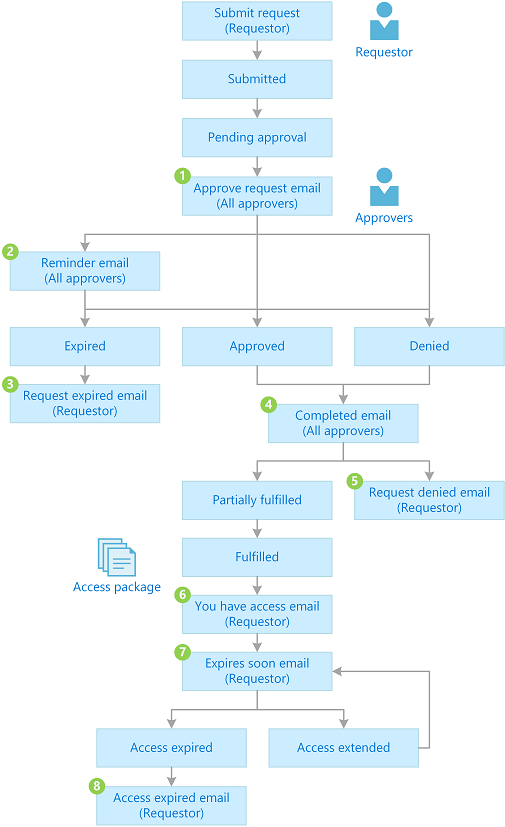 Submit request
(Requestor)
Requestor
Submitted
Pending approval
1
Approve request email
(All approvers)
Approvers
2
Reminder email
(All approvers)
Expired
Approved
Denied
3
Request expired email
(Requestor)
4
Completed email
(All approvers)
5
Request denied email
(Requestor)
Partially fulfilled
Fulfilled
Access package
6
You have access email
(Requestor)
7
Expires soon email
(Requestor)
Access expired
Access extended
8
Access expired email
(Requestor)